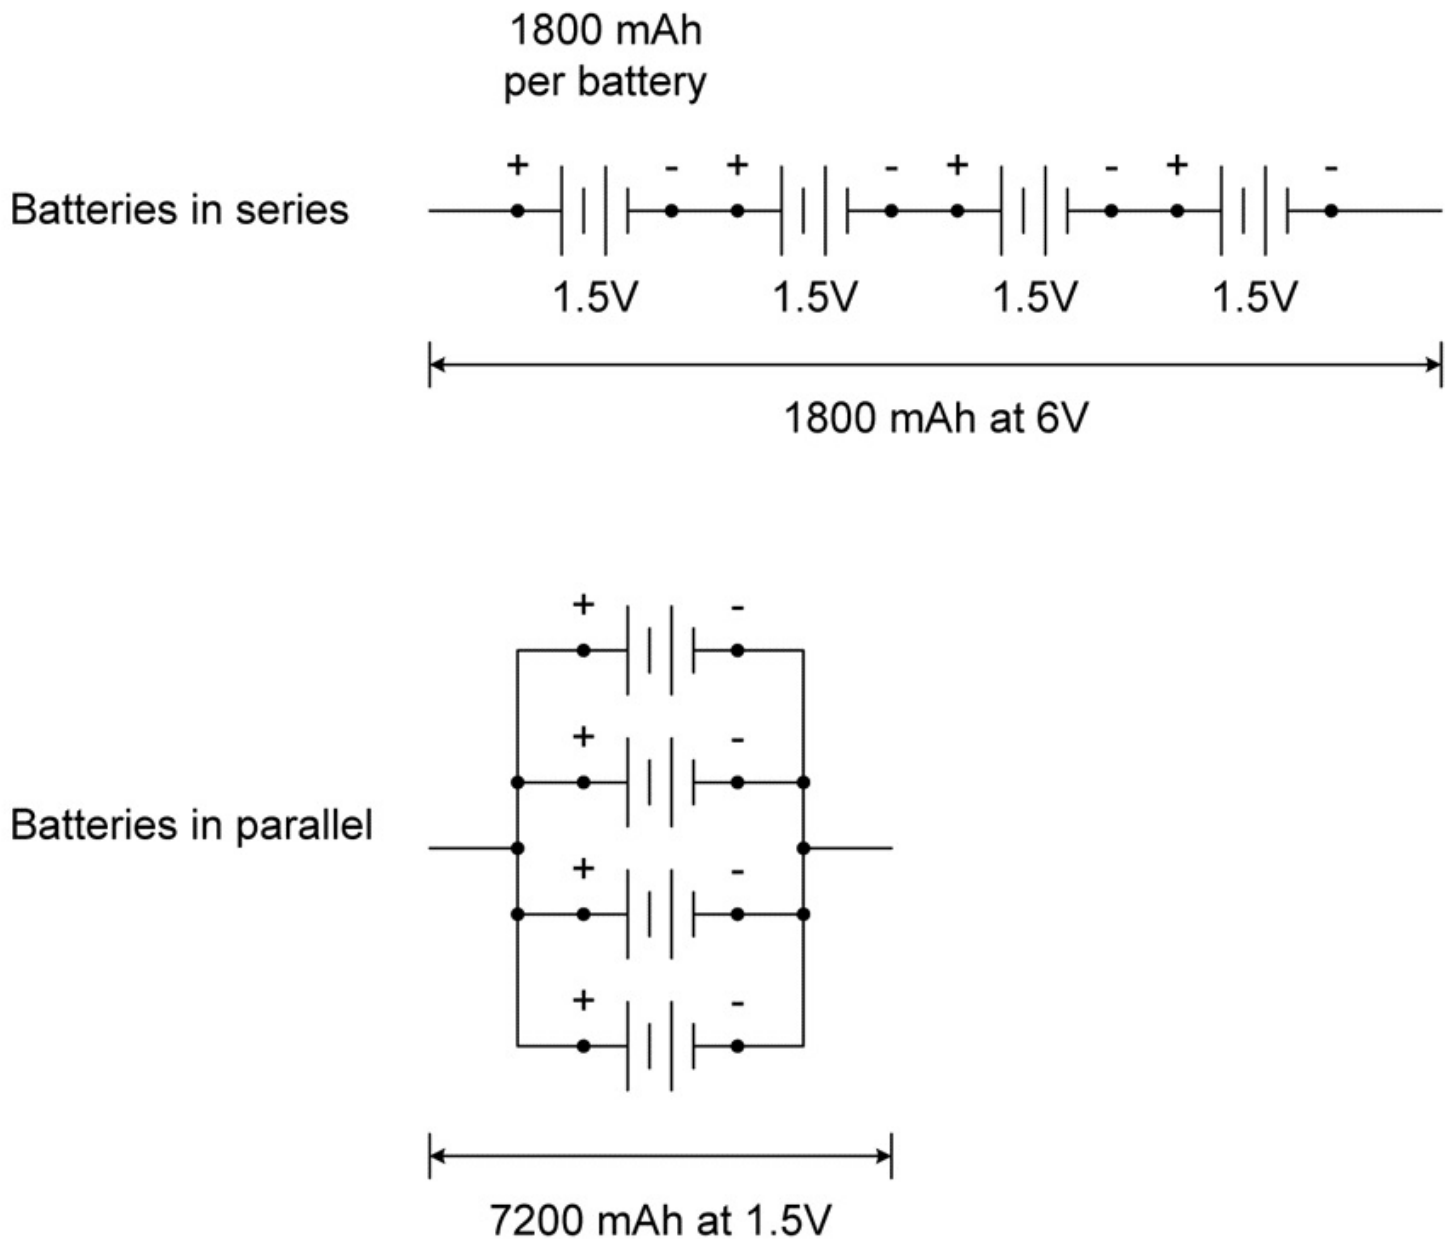 1800 mAh
per battery
+ - + - + - + -
Batteries in series
1.5V 1.5V 1.5V 1.5V
1800 mAh at 6V
+ -
+ -
Batteries in parallel
+ -
+ -
7200 mAh at 1.5V